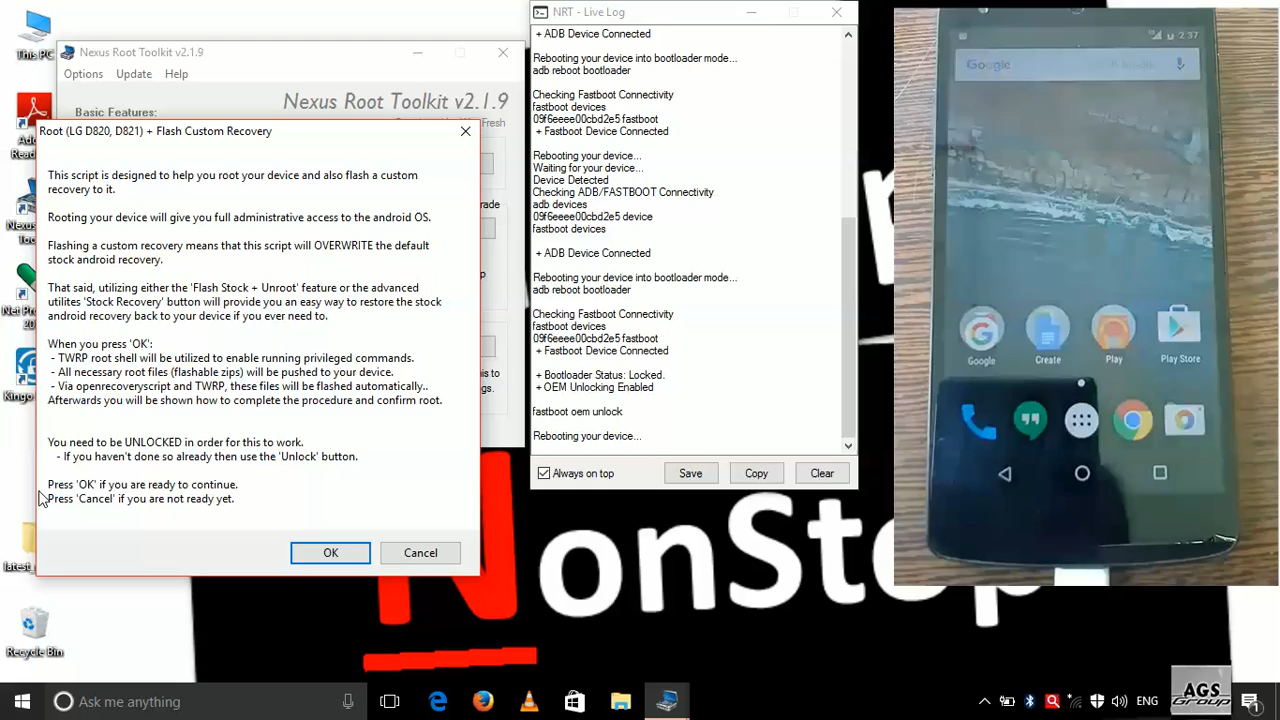 This PC
Nexus Root Toolkit v2.1.9
Options Update Help
Nexus Root Toolkit v2.1.9
Basic Features:
Root (LG D820, D821) + Flash Custom Recovery
This script is designed to help you root your device and also flash a custom
recovery to it.
Rooting your device will give you full administrative access to the android OS.
Flashing a custom recovery means that this script will OVERWRITE the default
stock android recovery.
That said, utilizing either the 'Flash Stock + Unroot' feature or the advanced
utilites 'Stock Recovery' button will provide you an easy way to restore the stock
android recovery back to your device if you ever need to.
When you press 'OK':
- TWRP root shell will be utilized to enable running privileged commands.
- All necessary root files (flashable zips) will be pushed to your device.
- Via openrecoveryscript and TWRP, these files will be flashed automatically..
Afterwards you will be shown how to complete the procedure and confirm root.
You need to be UNLOCKED in order for this to work.
- If you haven't done so already then use the 'Unlock' button.
Press 'OK' if you are ready to continue.
Press 'Cancel' if you are not ready yet.
OK Cancel
NRT - Live Log
+ ADB Device Connected
Rebooting your device into bootloader mode...
adb reboot bootloader
Checking Fastboot Connectivity
fastboot devices
09f6eeee00cbd2e5 fastboot
+ Fastboot Device Connected
Rebooting your device...
Waiting for your device...
Device Detected
Checking ADB/FASTBOOT Connectivity
adb devices
09f6eeee00cbd2e5 device
fastboot devices
+ ADB Device Connected
Rebooting your device into bootloader mode...
adb reboot bootloader
Checking Fastboot Connectivity
fastboot devices
09f6eeee00cbd2e5 fastboot
+ Fastboot Device Connected
+ Bootloader Status: Locked.
+ OEM Unlocking Enabled
fastboot oem unlock
Rebooting your device...
Always on top Save Copy Clear
2:37
Google
Google Create Play Play Store
NonSto
Recycle Bin
Ask me anything
ENG
AGS
Group
1